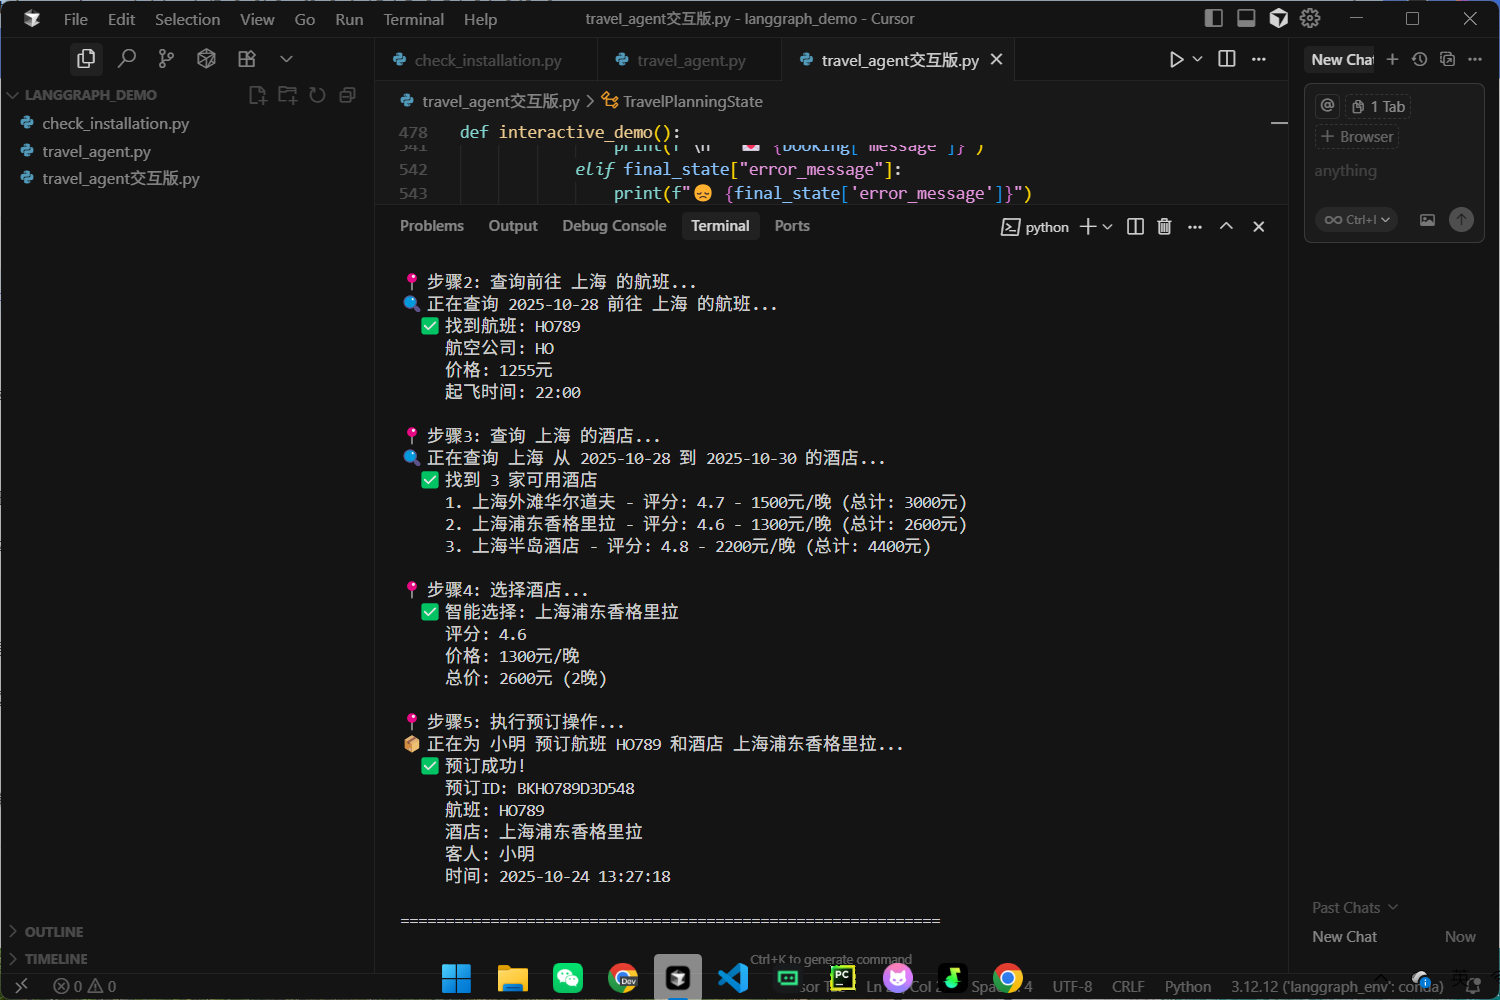 File Edit Selection View Go Run Terminal Help
travel_agent交互版.py - langgraph_demo - Cursor
check_installation.py
travel_agent.py
travel_agent交互版.py
New Chat
LANGGRAPH_DEMO
check_installation.py
travel_agent.py
travel_agent交互版.py
travel_agent交互版.py > TravelPlanningState
478 def interactive_demo():
541 print(f"\n 💌 {booking['message']}")
542 elif final_state["error_message"]:
543 print(f"😞 {final_state['error_message']}")
Problems Output Debug Console Terminal Ports
python
📍 步骤2: 查询前往 上海 的航班...
🔍 正在查询 2025-10-28 前往 上海 的航班...
✅ 找到航班: HO789
航空公司: HO
价格: 1255元
起飞时间: 22:00
📍 步骤3: 查询 上海 的酒店...
🔍 正在查询 上海 从 2025-10-28 到 2025-10-30 的酒店...
✅ 找到 3 家可用酒店
1. 上海外滩华尔道夫 - 评分: 4.7 - 1500元/晚 (总计: 3000元)
2. 上海浦东香格里拉 - 评分: 4.6 - 1300元/晚 (总计: 2600元)
3. 上海半岛酒店 - 评分: 4.8 - 2200元/晚 (总计: 4400元)
📍 步骤4: 选择酒店...
✅ 智能选择: 上海浦东香格里拉
评分: 4.6
价格: 1300元/晚
总价: 2600元 (2晚)
📍 步骤5: 执行预订操作...
📦 正在为 小明 预订航班 HO789 和酒店 上海浦东香格里拉...
✅ 预订成功!
预订ID: BKHO789D3D548
航班: HO789
酒店: 上海浦东香格里拉
客人: 小明
时间: 2025-10-24 13:27:18
============================================================
Ctrl+K to generate command
@ 1 Tab
+ Browser
anything
∞ Ctrl+I
Past Chats
New Chat Now
OUTLINE
TIMELINE
0 0
Dev
PC
Ln Col 2 4 UTF-8 CRLF Python 3.12.12 ('langgraph_env': conda)
英